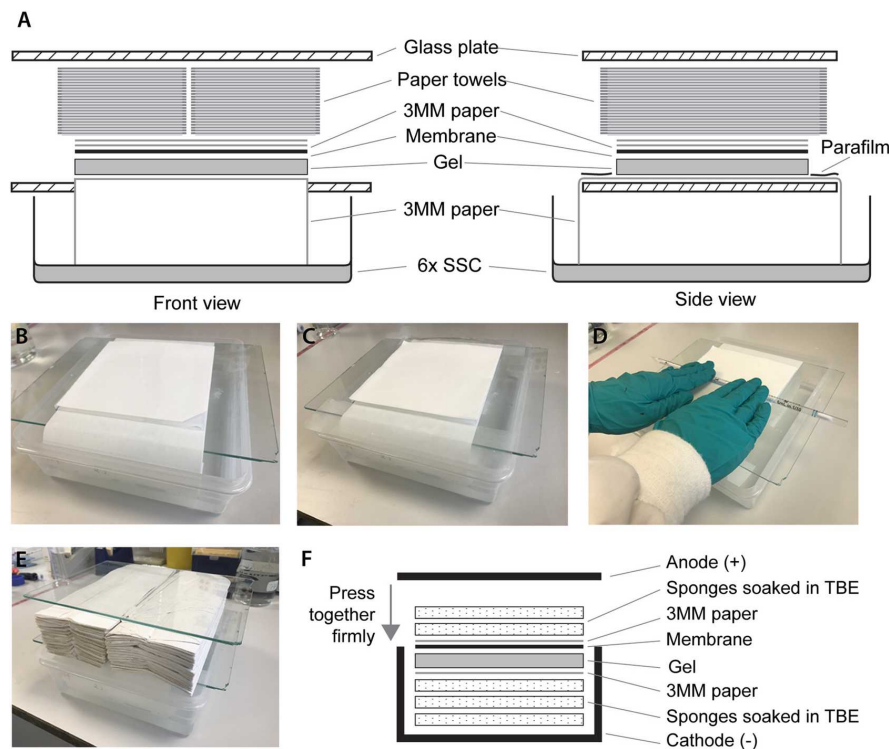 A
Glass plate
Paper towels
3MM paper
Membrane
Gel
Parafilm
3MM paper
6x SSC
Front view
Side view
B
C
D
E
F
Press
together
firmly
Anode (+)
Sponges soaked in TBE
3MM paper
Membrane
Gel
3MM paper
Sponges soaked in TBE
Cathode (-)